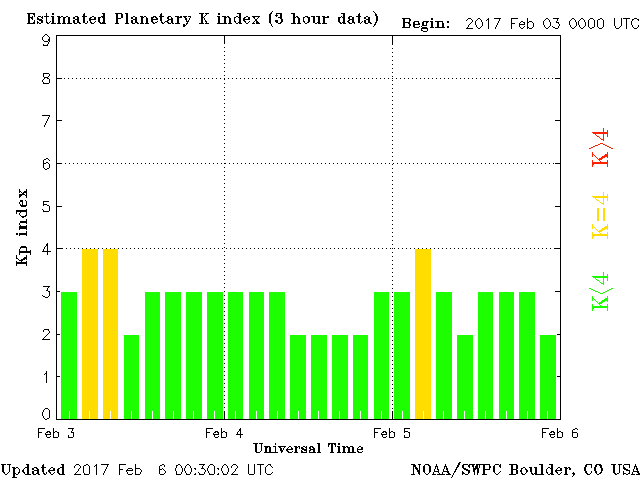 Estimated Planetary K index (3 hour data)
Begin: 2017 Feb 03 0000 UTC
9
8
7
6
5
4
3
2
1
0
Kp index
Feb 3
Feb 4
Feb 5
Feb 6
Universal Time
K<4
K=4
K>4
Updated 2017 Feb 6 00:30:02 UTC
NOAA/SWPC Boulder, CO USA